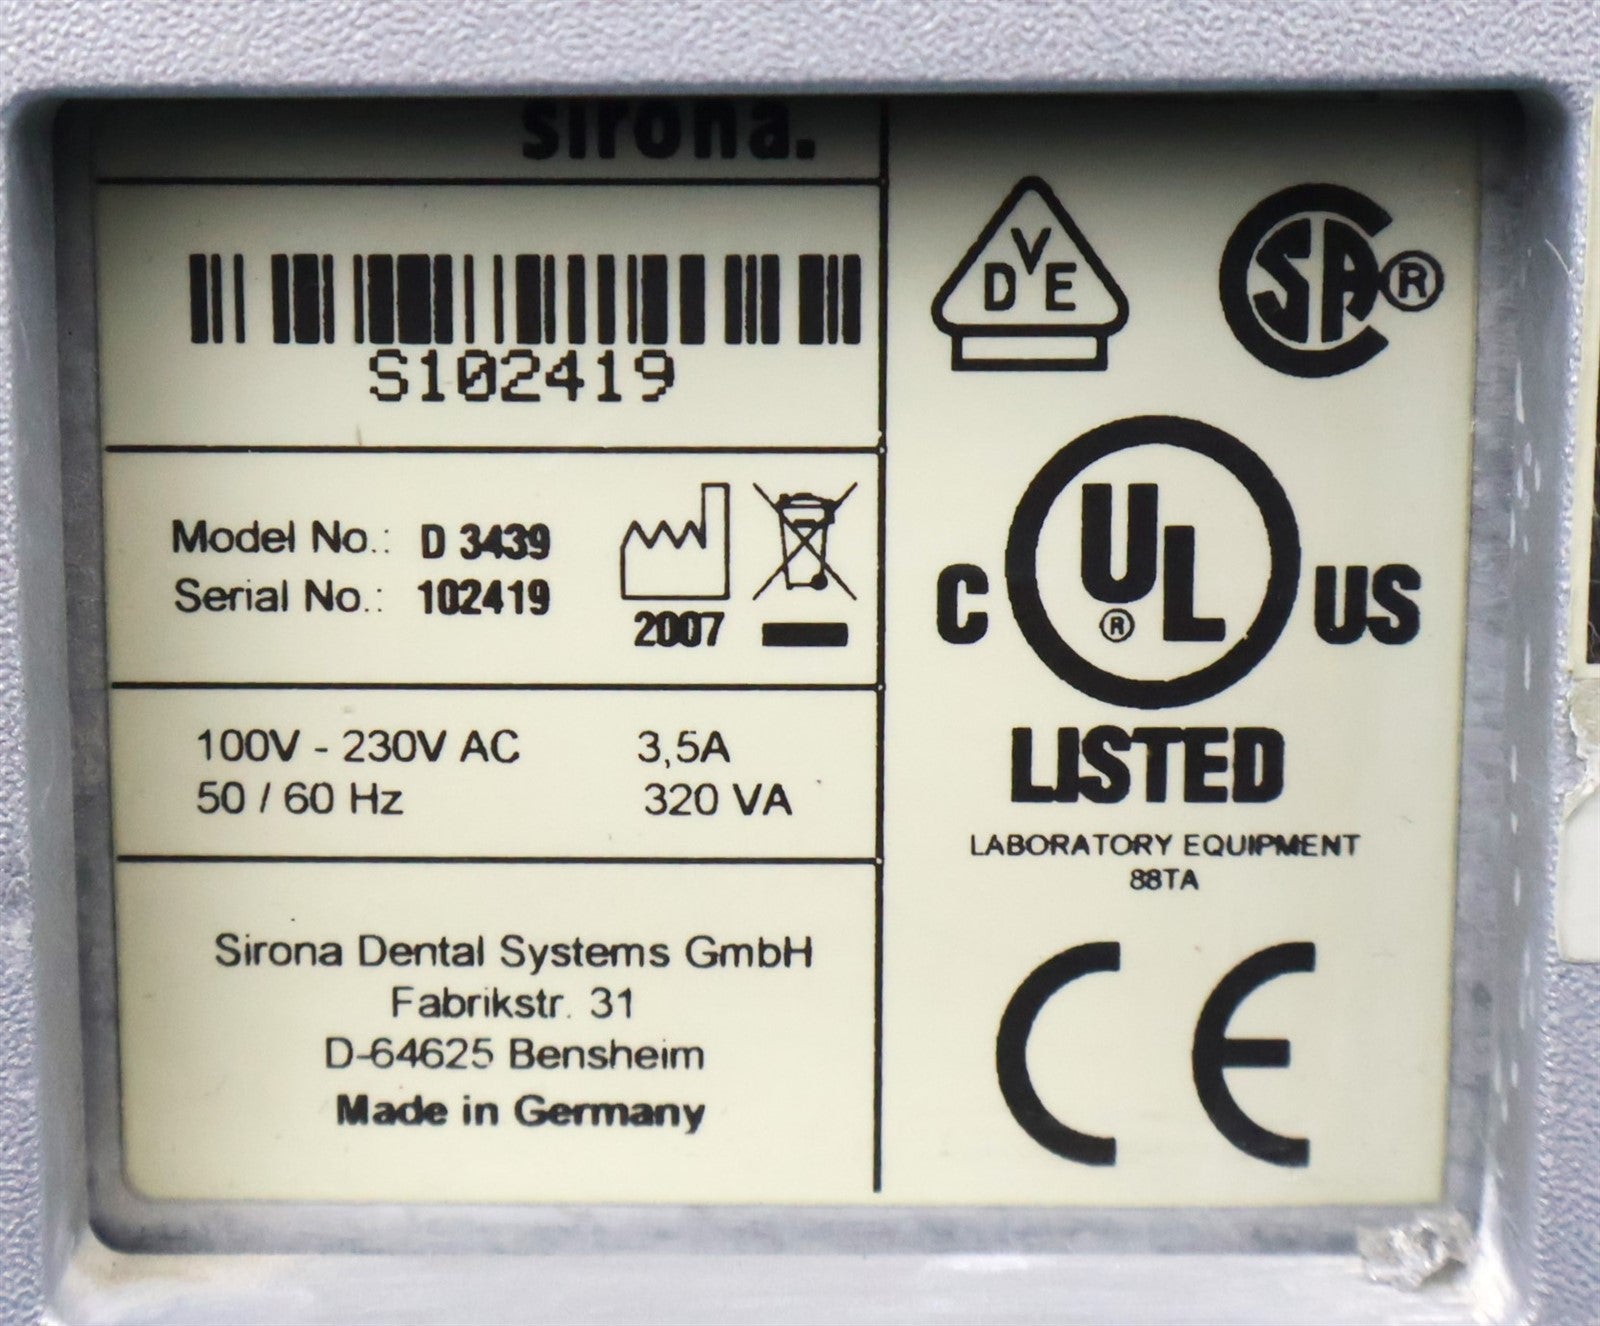 sirona.
S102419
Model No.: D 3439
Serial No.: 102419
2007
100V - 230V AC 3,5A
50 / 60 Hz 320 VA
Sirona Dental Systems GmbH
Fabrikstr. 31
D-64625 Bensheim
Made in Germany
DVE
CSA ®
C UL ® US
LISTED
LABORATORY EQUIPMENT
88TA
CE